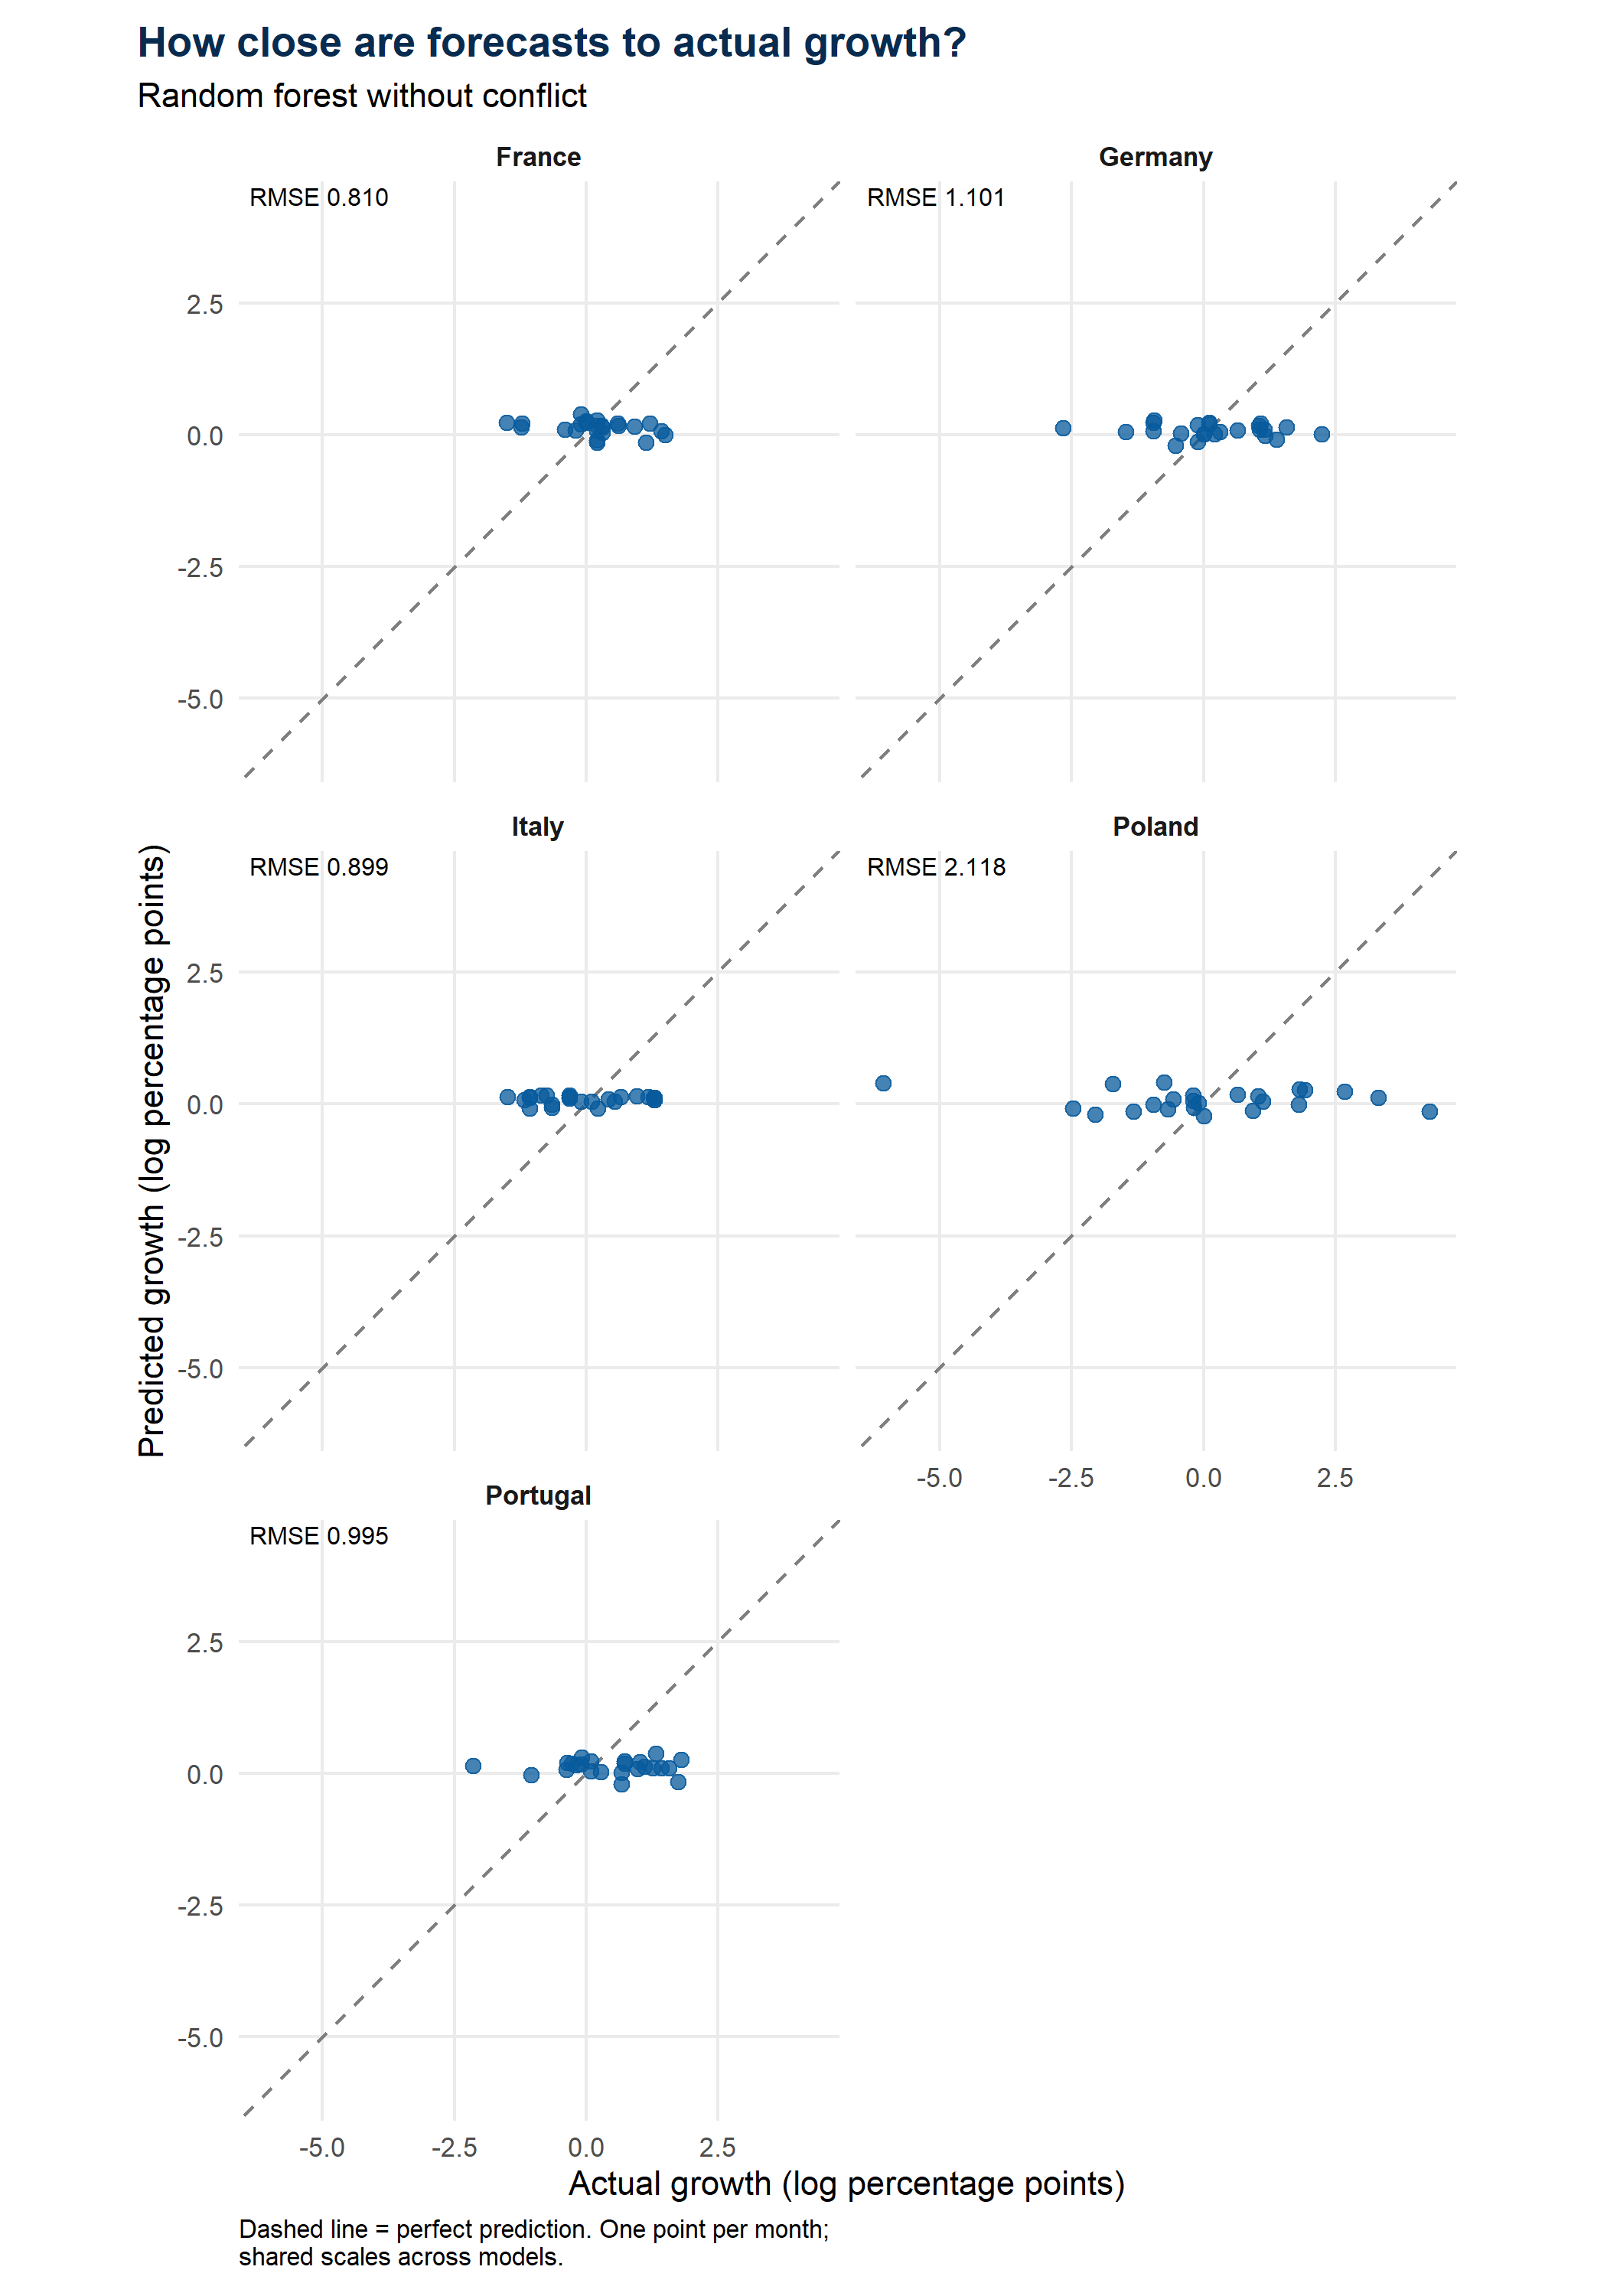 How close are forecasts to actual growth?
Random forest without conflict
France
Germany
RMSE 0.810
RMSE 1.101
2.5
0.0
-2.5
-5.0
Italy
Poland
RMSE 0.899
RMSE 2.118
Predicted growth (log percentage points)
2.5
0.0
-2.5
-5.0
-5.0 -2.5 0.0 2.5
Portugal
RMSE 0.995
2.5
0.0
-2.5
-5.0
-5.0 -2.5 0.0 2.5
Actual growth (log percentage points)
Dashed line = perfect prediction. One point per month;
shared scales across models.